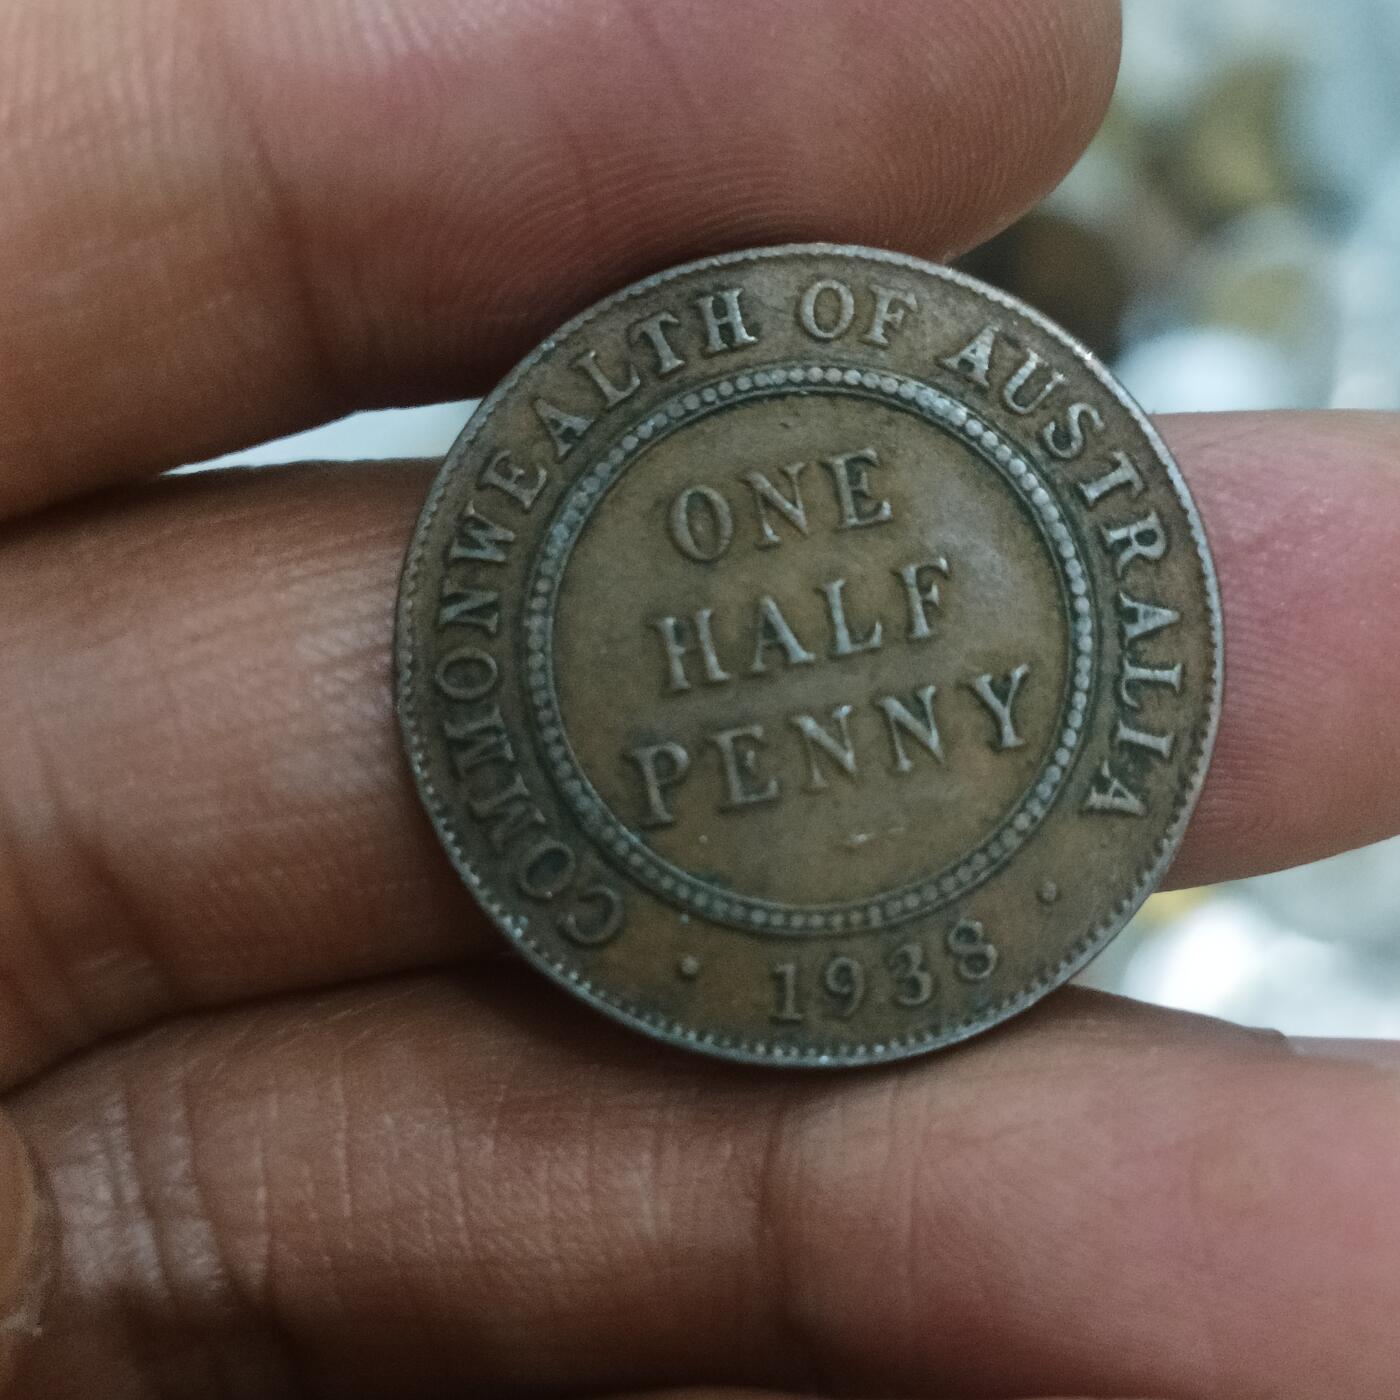 COMMONWEALTH OF AUSTRALIA
ONE
HALF
PENNY
· 1938 ·